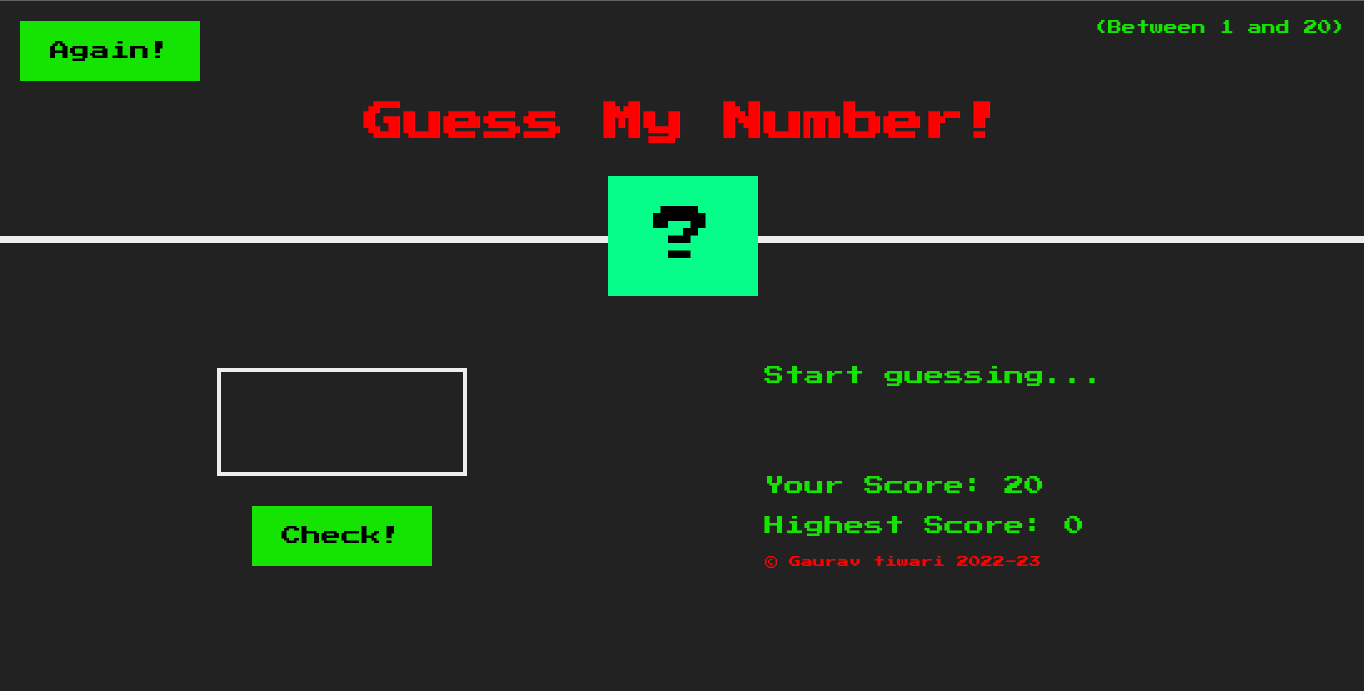 Again!
(Between 1 and 20)
Guess My Number!
?
Start guessing...
Your Score: 20
Check!
Highest Score: 0
© Gaurav tiwari 2022-23